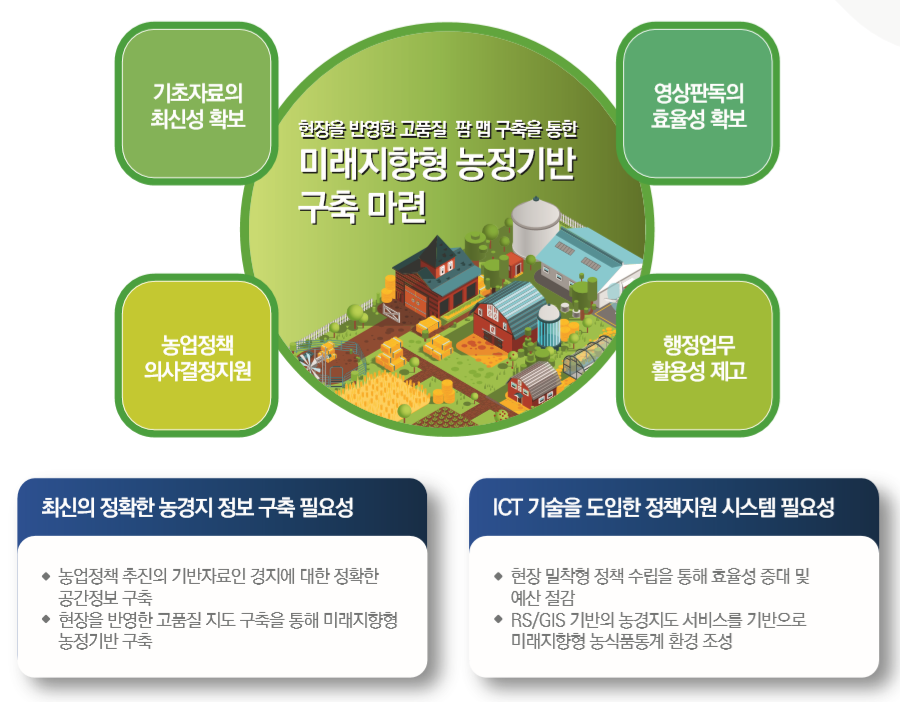 기초자료의
최신성 확보
영상판독의
효율성 확보
현장을 반영한 고품질 팜 맵 구축을 통한
미래지향형 농정기반
구축 마련
농업정책
의사결정지원
행정업무
활용성 제고
최신의 정확한 농경지 정보 구축 필요성
◆ 농업정책 추진의 기반자료인 경지에 대한 정확한
공간정보 구축
◆ 현장을 반영한 고품질 지도 구축을 통해 미래지향형
농정기반 구축
ICT 기술을 도입한 정책지원 시스템 필요성
◆ 현장 밀착형 정책 수립을 통해 효율성 증대 및
예산 절감
◆ RS/GIS 기반의 농경지도 서비스를 기반으로
미래지향형 농식품통계 환경 조성